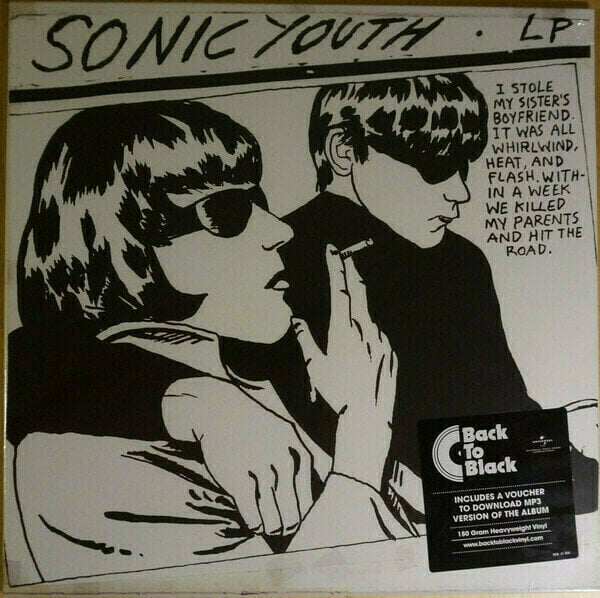 SONIC YOUTH . LP
I STOLE
MY SISTER'S
BOYFRIEND.
IT WAS ALL
WHIRLWIND,
HEAT, AND
FLASH. WITH-
IN A WEEK
WE KILLED
MY PARENTS
AND HIT THE
ROAD.
Back
To
Black
UNIVERSAL
INCLUDES A VOUCHER
TO DOWNLOAD MP3
VERSION OF THE ALBUM
180 Gram Heavyweight Vinyl
www.backtoblackvinyl.com